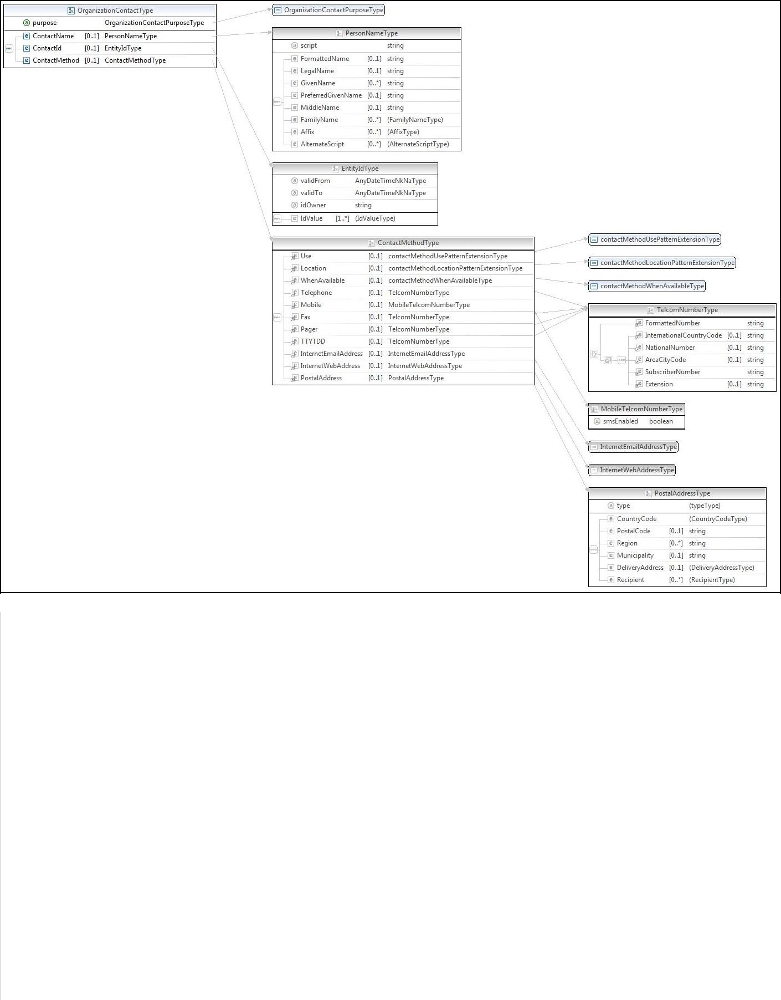 OrganizationContactType
purpose OrganizationContactPurposeType
ContactName [0..1] PersonNameType
ContactId [0..1] EntityIdType
ContactMethod [0..1] ContactMethodType
OrganizationContactPurposeType
PersonNameType
script string
FormattedName [0..1] string
LegalName [0..1] string
GivenName [0..*] string
PreferredGivenName [0..1] string
MiddleName [0..1] string
FamilyName [0..*] (FamilyNameType)
Affix [0..*] (AffixType)
AlternateScript [0..*] (AlternateScriptType)
EntityIdType
validFrom AnyDateTimeNkNaType
validTo AnyDateTimeNkNaType
idOwner string
IdValue [1..*] (IdValueType)
ContactMethodType
Use [0..1] contactMethodUsePatternExtensionType
Location [0..1] contactMethodLocationPatternExtensionType
WhenAvailable [0..1] contactMethodWhenAvailableType
Telephone [0..1] TelcomNumberType
Mobile [0..1] MobileTelcomNumberType
Fax [0..1] TelcomNumberType
Pager [0..1] TelcomNumberType
TTYTDD [0..1] TelcomNumberType
InternetEmailAddress [0..1] InternetEmailAddressType
InternetWebAddress [0..1] InternetWebAddressType
PostalAddress [0..1] PostalAddressType
contactMethodUsePatternExtensionType
contactMethodLocationPatternExtensionType
contactMethodWhenAvailableType
TelcomNumberType
FormattedNumber string
InternationalCountryCode [0..1] string
NationalNumber [0..1] string
AreaCityCode [0..1] string
SubscriberNumber string
Extension [0..1] string
MobileTelcomNumberType
smsEnabled boolean
InternetEmailAddressType
InternetWebAddressType
PostalAddressType
type (typeType)
CountryCode (CountryCodeType)
PostalCode [0..1] string
Region [0..*] string
Municipality [0..1] string
DeliveryAddress [0..1] (DeliveryAddressType)
Recipient [0..*] (RecipientType)